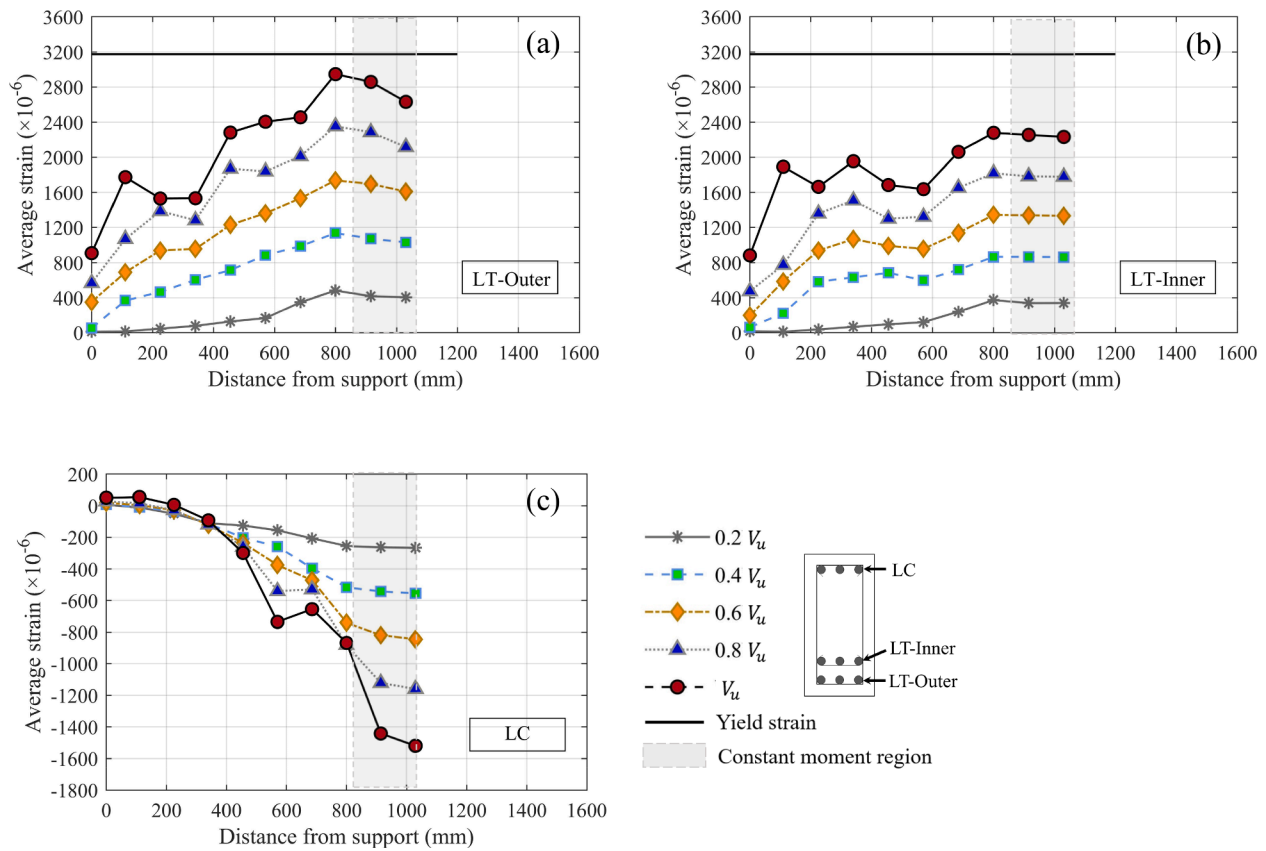 3600
3200
2800
2400
2000
1600
1200
800
400
0
Average strain (×10⁻⁶)
(a)
LT-Outer
0 200 400 600 800 1000 1200 1400 1600
Distance from support (mm)
3600
3200
2800
2400
2000
1600
1200
800
400
0
Average strain (×10⁻⁶)
(b)
LT-Inner
0 200 400 600 800 1000 1200 1400 1600
Distance from support (mm)
200
0
-200
-400
-600
-800
-1000
-1200
-1400
-1600
-1800
Average strain (×10⁻⁶)
(c)
LC
0 200 400 600 800 1000 1200 1400 1600
Distance from support (mm)
0.2 Vᵤ
0.4 Vᵤ
0.6 Vᵤ
0.8 Vᵤ
Vᵤ
Yield strain
Constant moment region
LC
LT-Inner
LT-Outer